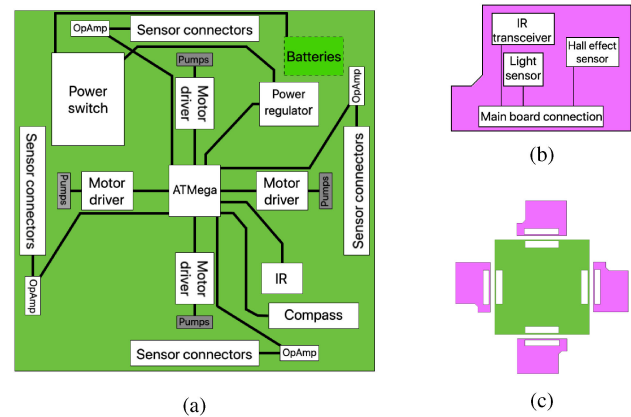 OpAmp
Sensor connectors
Batteries
Pumps
Power
switch
Motor
driver
Power
regulator
OpAmp
Sensor connectors
Sensor connectors
Pumps
Motor
driver
ATMega
Motor
driver
Pumps
OpAmp
Motor
driver
IR
Pumps
Compass
Sensor connectors
OpAmp
(a)
IR
transceiver
Hall effect
sensor
Light
sensor
Main board connection
(b)
(c)